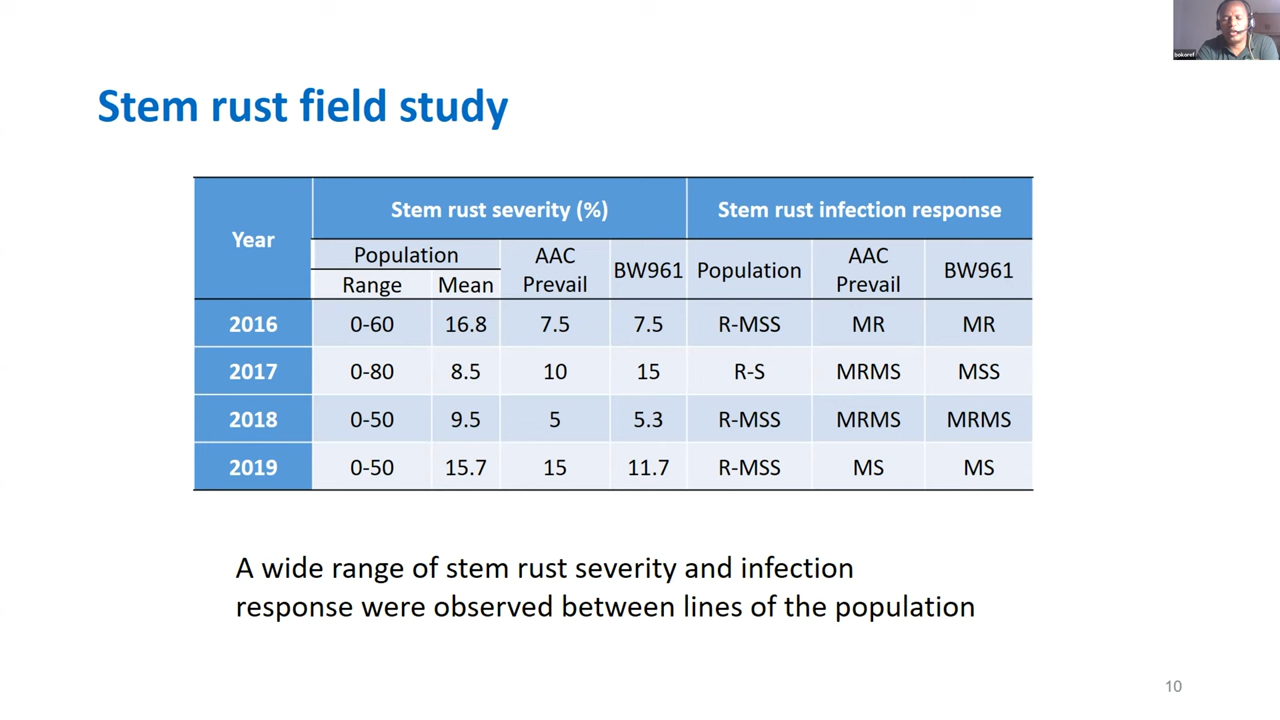 bokoref
Stem rust field study
Year Stem rust severity (%) Stem rust infection response
Population AAC Prevail BW961 Population AAC Prevail BW961
Range Mean
2016 0-60 16.8 7.5 7.5 R-MSS MR MR
2017 0-80 8.5 10 15 R-S MRMS MSS
2018 0-50 9.5 5 5.3 R-MSS MRMS MRMS
2019 0-50 15.7 15 11.7 R-MSS MS MS
A wide range of stem rust severity and infection
response were observed between lines of the population
10